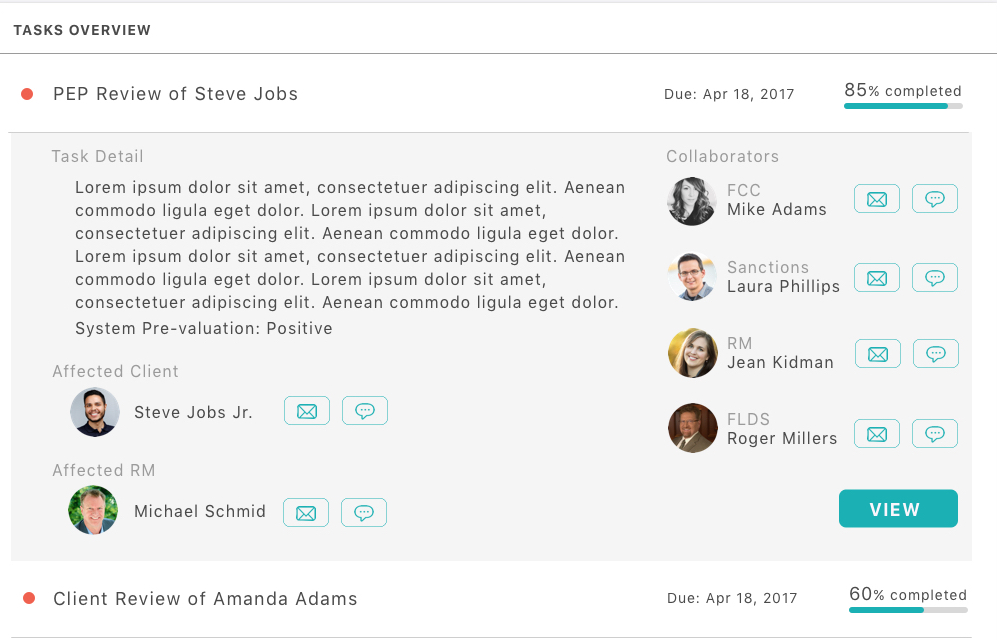 TASKS OVERVIEW
PEP Review of Steve Jobs
Due: Apr 18, 2017
85% completed
Task Detail
Lorem ipsum dolor sit amet, consectetuer adipiscing elit. Aenean
commodo ligula eget dolor. Lorem ipsum dolor sit amet,
consectetuer adipiscing elit. Aenean commodo ligula eget dolor.
Lorem ipsum dolor sit amet, consectetuer adipiscing elit. Aenean
commodo ligula eget dolor. Lorem ipsum dolor sit amet,
consectetuer adipiscing elit. Aenean commodo ligula eget dolor.
System Pre-valuation: Positive
Affected Client
Steve Jobs Jr.
Affected RM
Michael Schmid
Collaborators
FCC
Mike Adams
Sanctions
Laura Phillips
RM
Jean Kidman
FLDS
Roger Millers
VIEW
Client Review of Amanda Adams
Due: Apr 18, 2017
60% completed